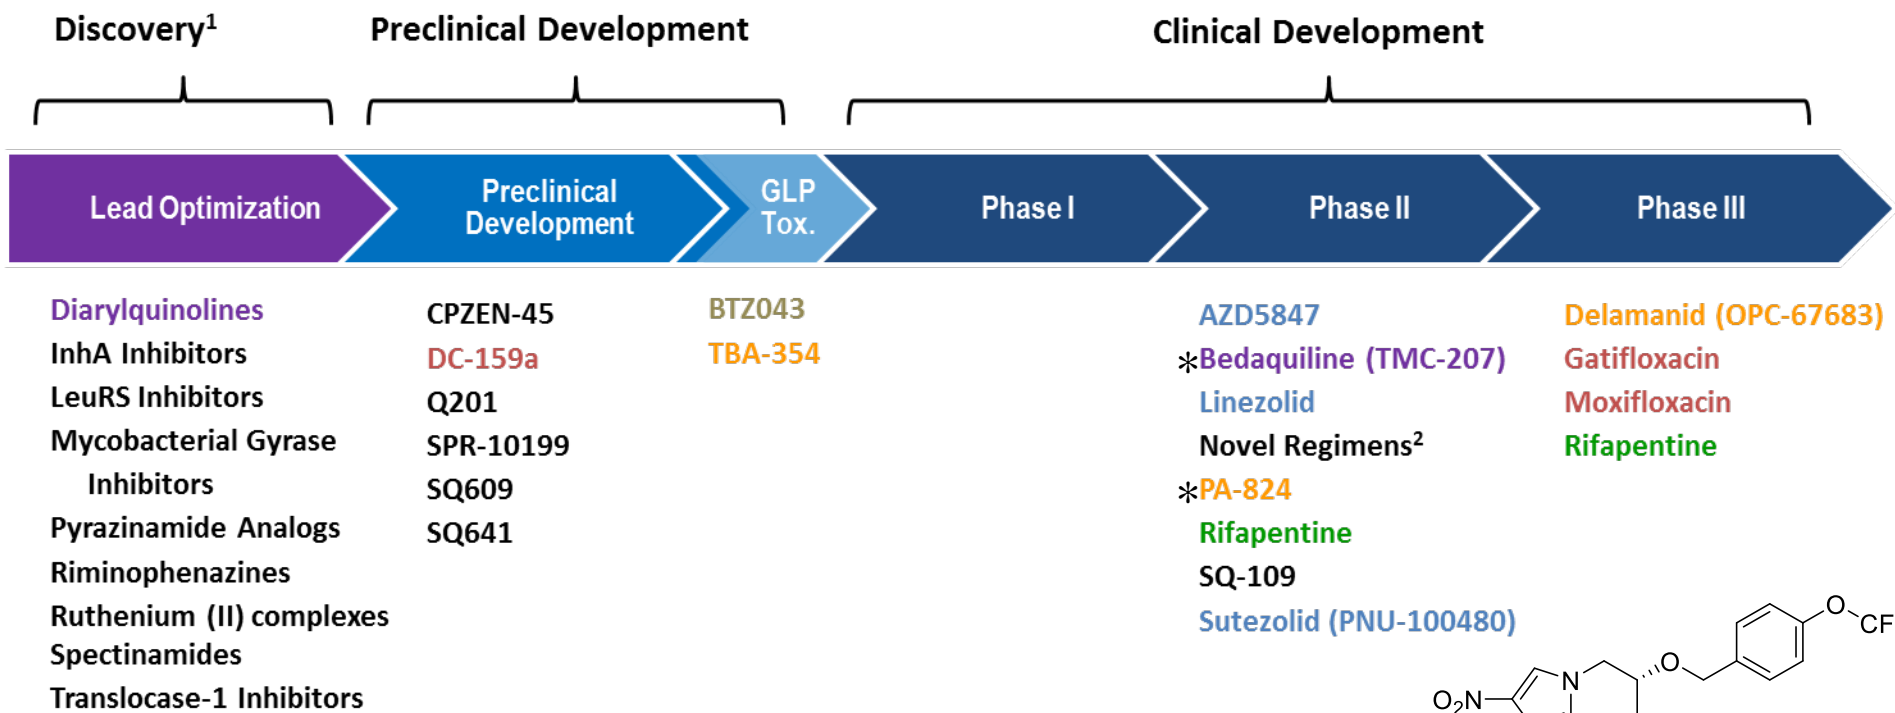 Discovery¹
Preclinical Development
Clinical Development
Lead Optimization
Preclinical
Development
GLP
Tox.
Phase I
Phase II
Phase III
Diarylquinolines
InhA Inhibitors
LeuRS Inhibitors
Mycobacterial Gyrase
Inhibitors
Pyrazinamide Analogs
Riminophenazines
Ruthenium (II) complexes
Spectinamides
Translocase-1 Inhibitors
CPZEN-45
DC-159a
Q201
SPR-10199
SQ609
SQ641
BTZ043
TBA-354
AZD5847
*Bedaquiline (TMC-207)
Linezolid
Novel Regimens²
*PA-824
Rifapentine
SQ-109
Sutezolid (PNU-100480)
Delamanid (OPC-67683)
Gatifloxacin
Moxifloxacin
Rifapentine
O
CF
O
N
O₂N